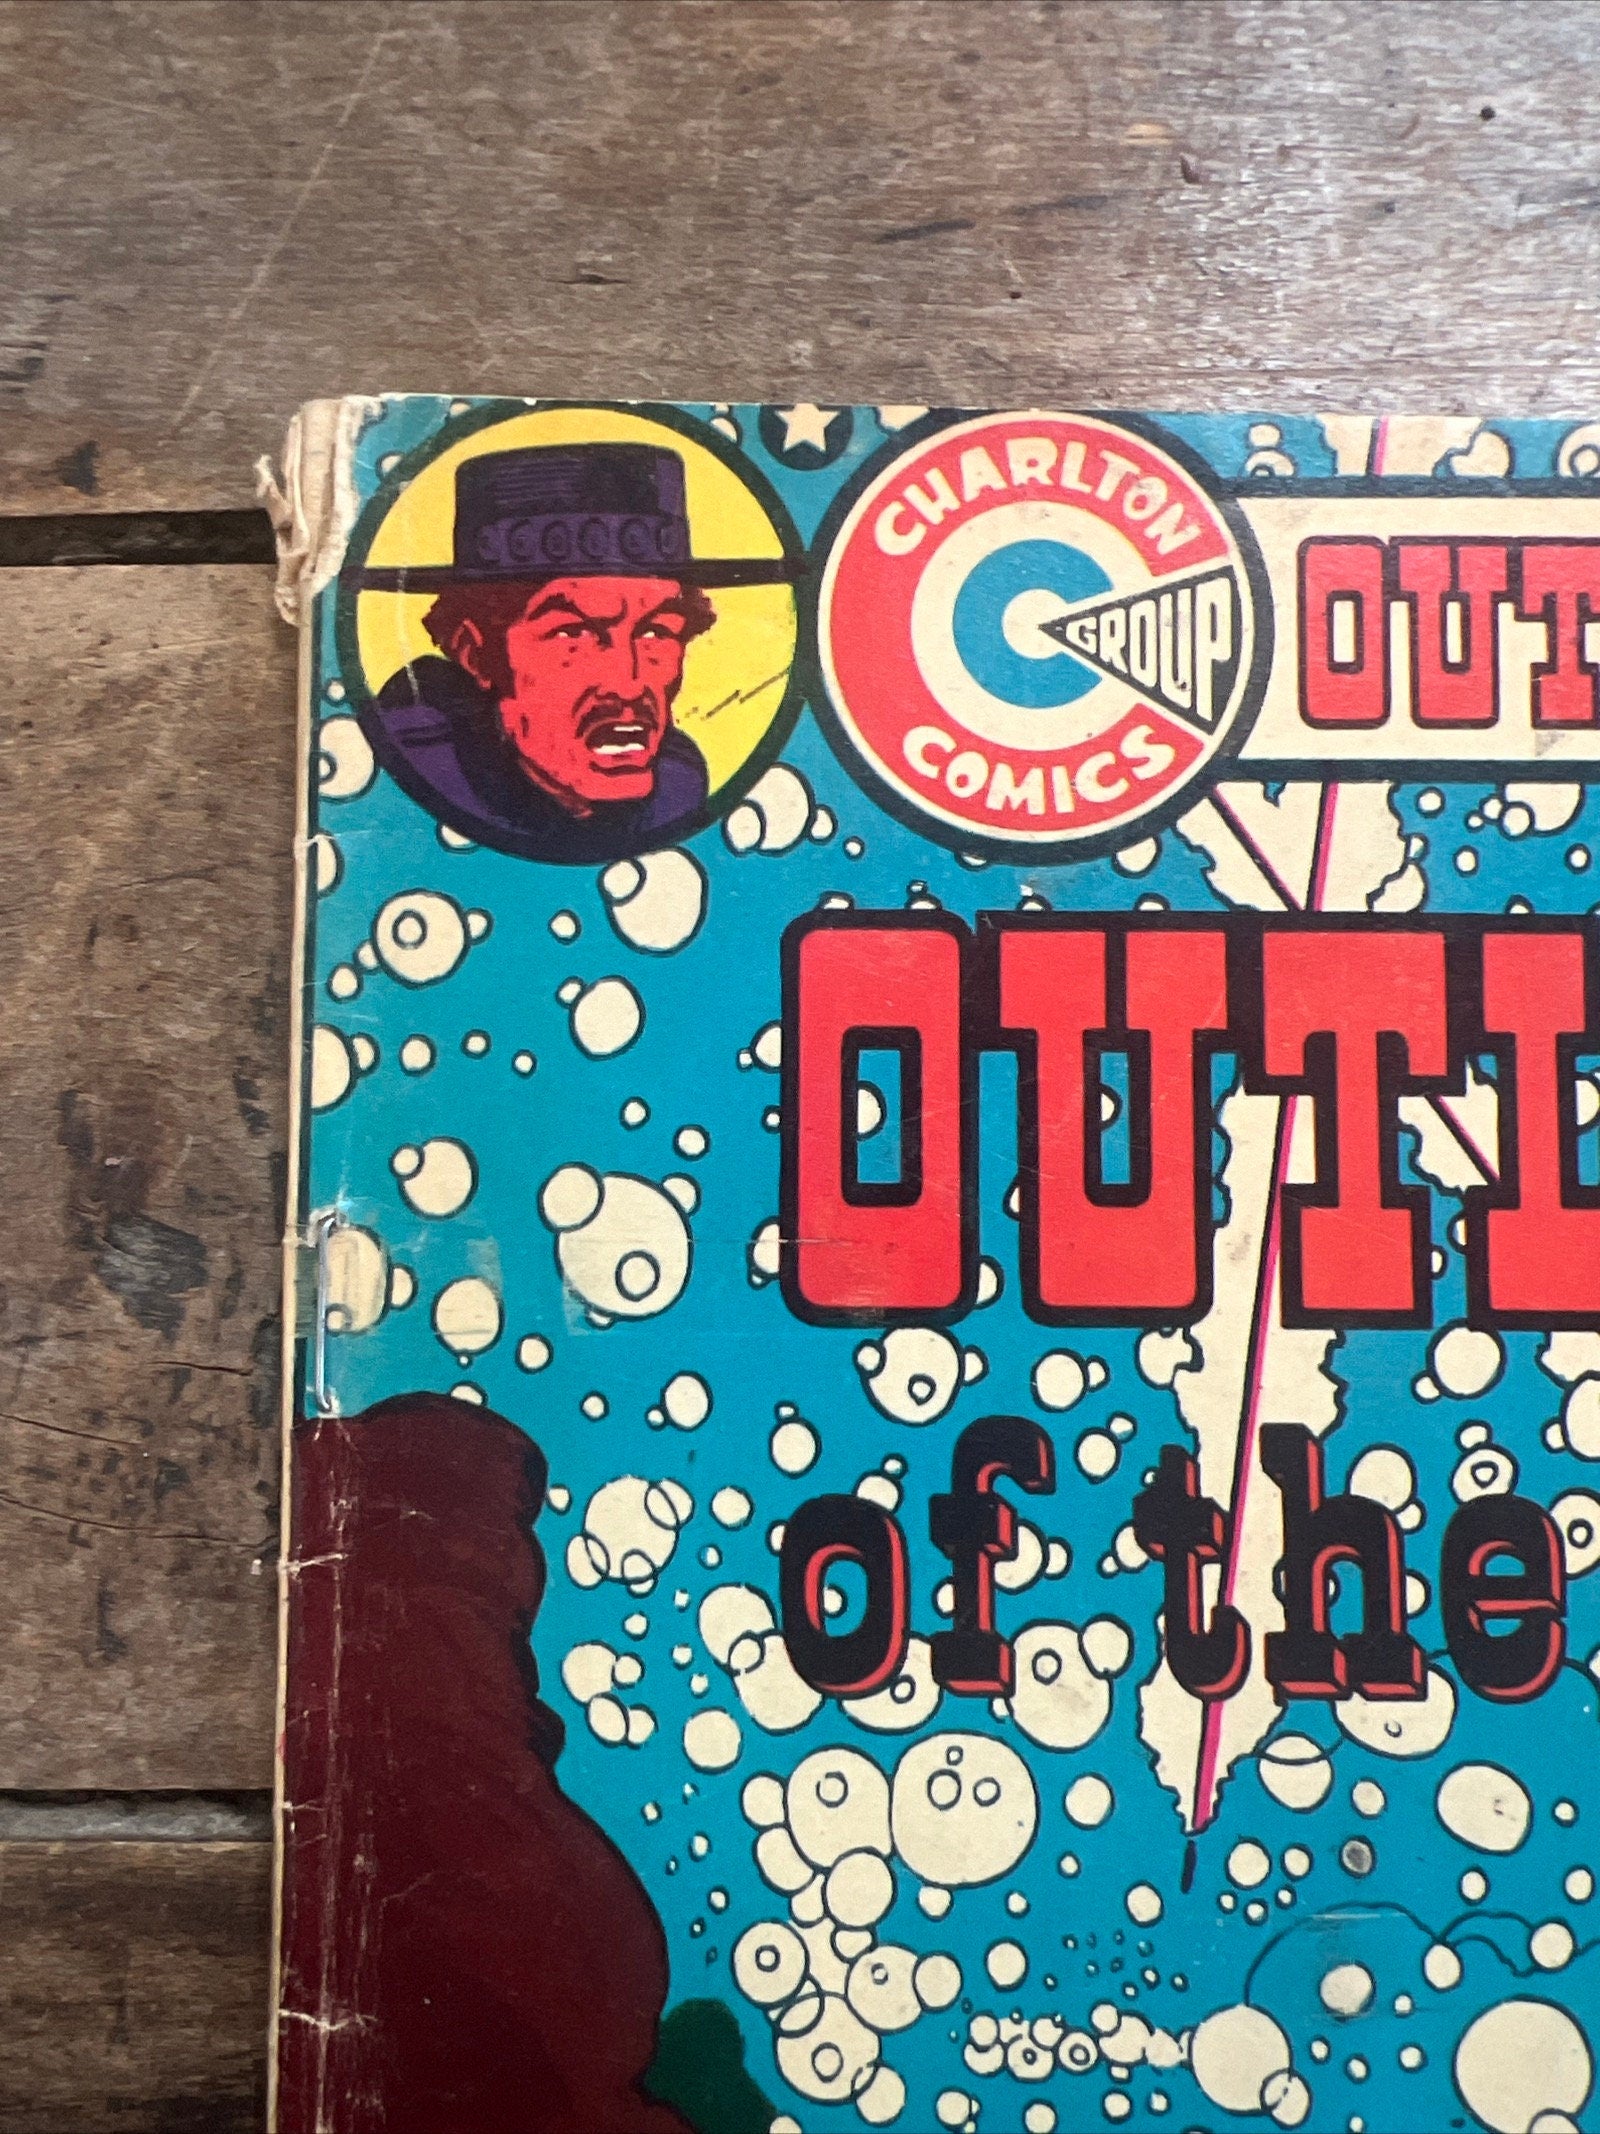 CHARLTON
COMICS
C
GROUP
OUT
OUTL
of the